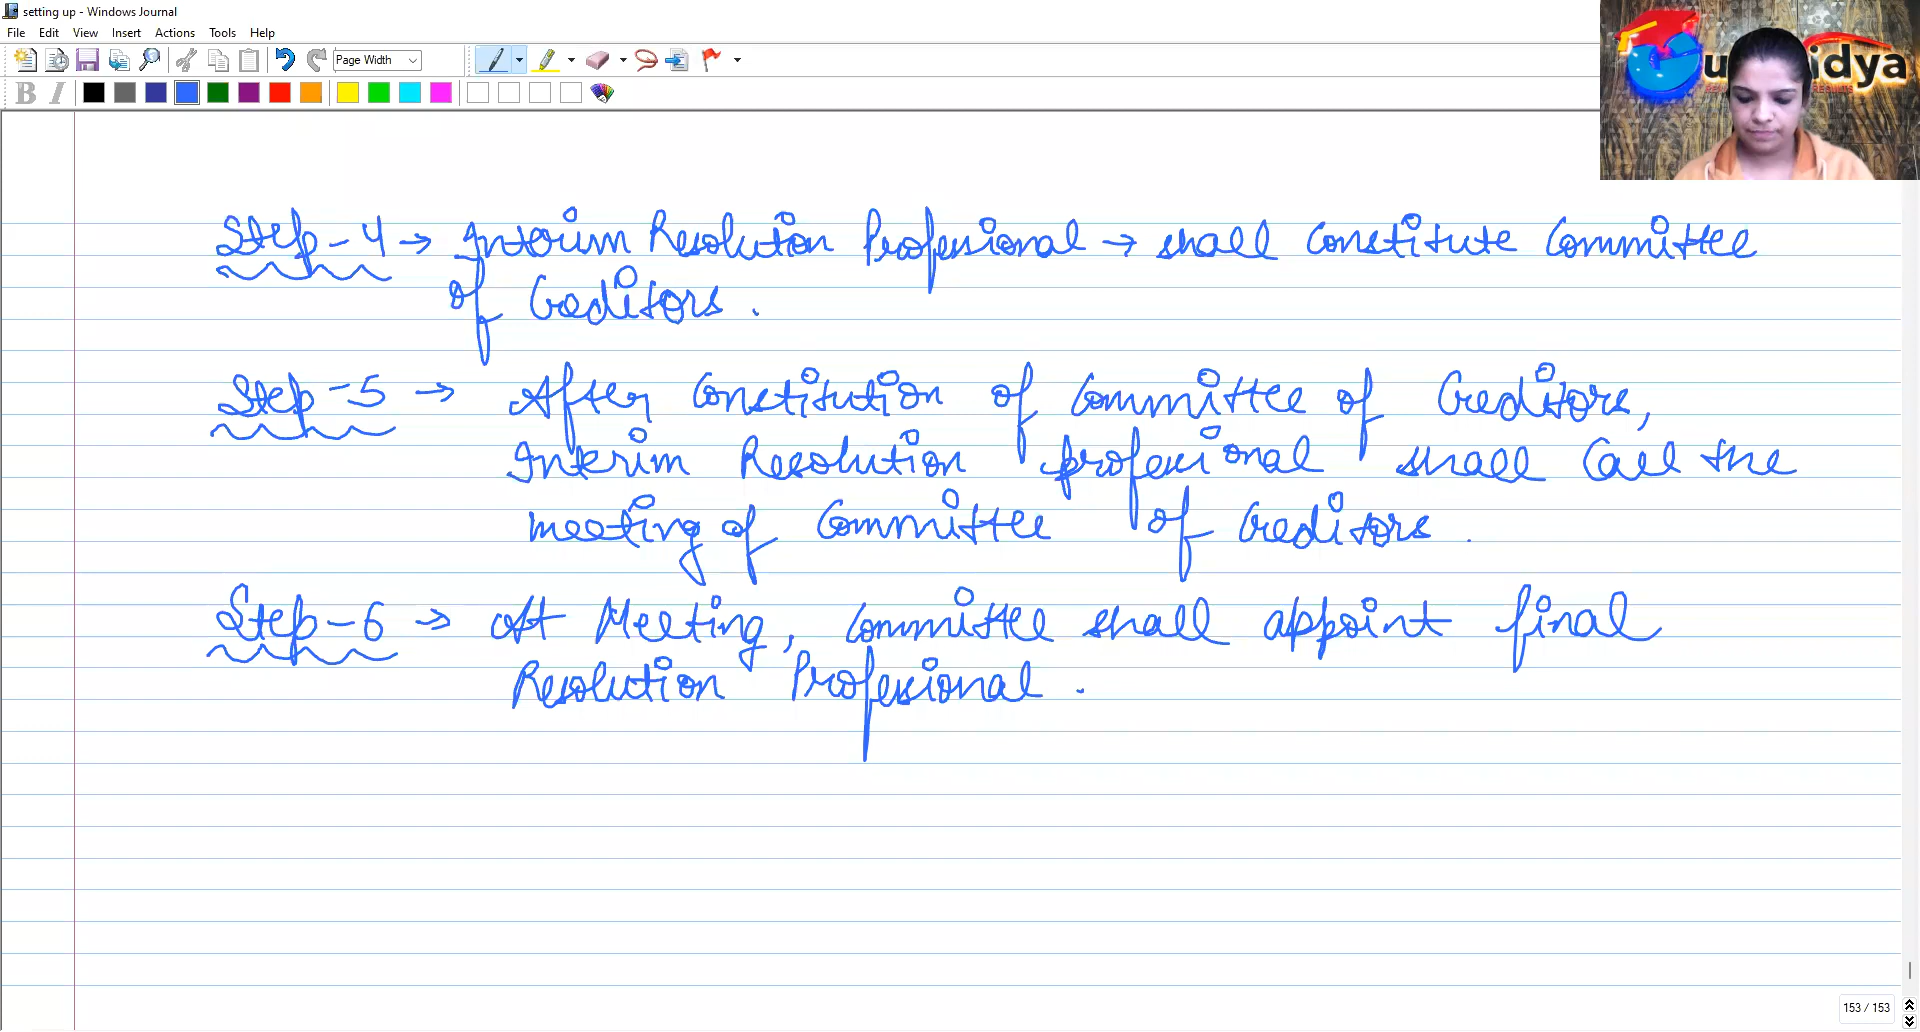 setting up - Windows Journal
File Edit View Insert Actions Tools Help
Page Width
B I
idya
Step-4 → Interim Resolution Professional → shall Constitute Committee
of Creditors.
Step-5 → After Constitution of Committee of Creditors,
Interim Resolution professional shall Call the
meeting of Committee of Creditors.
Step-6 → At Meeting, Committee shall appoint final
Resolution Professional.
153 / 153